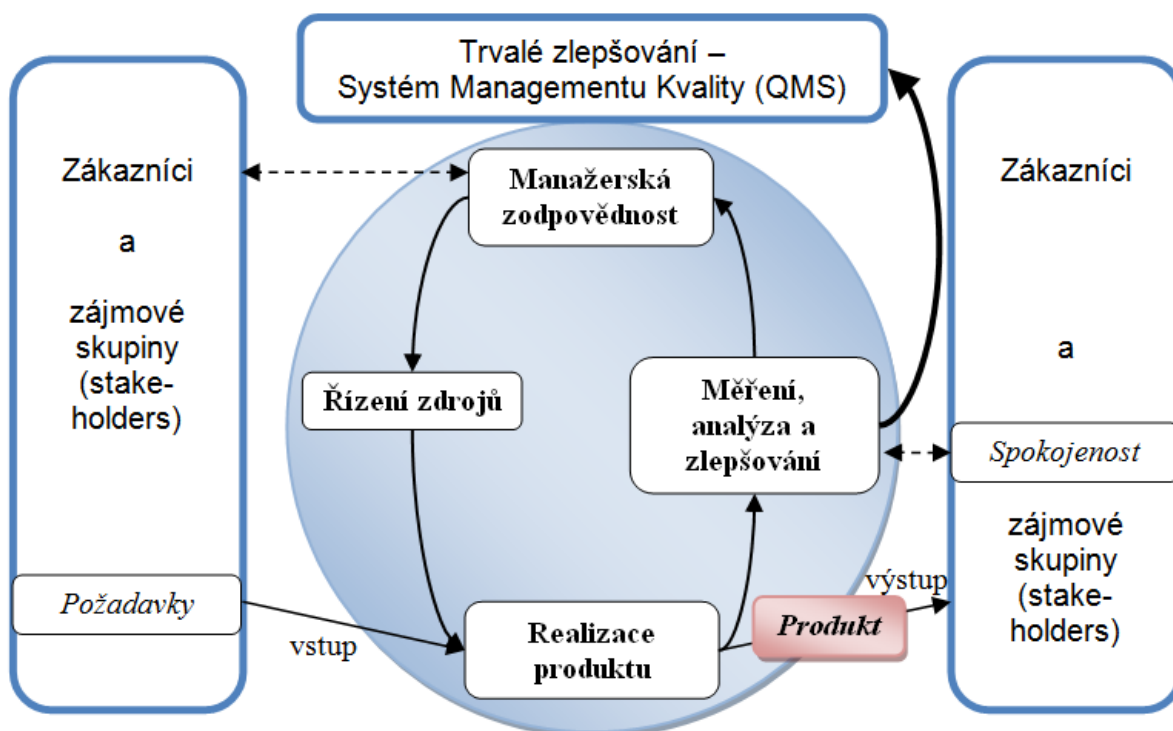 Trvalé zlepšování –
Systém Managementu Kvality (QMS)
Zákazníci
a
zájmové
skupiny
(stake-
holders)
Požadavky
vstup
Manažerská
zodpovědnost
Řízení zdrojů
Měření,
analýza a
zlepšování
Realizace
produktu
Produkt
výstup
Zákazníci
a
Spokojenost
zájmové
skupiny
(stake-
holders)